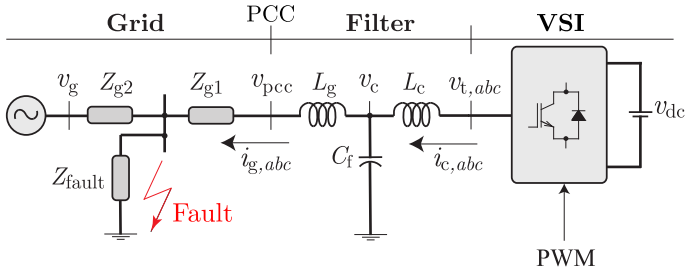 PCC
Grid Filter VSI
v_g Z_g2 Z_g1 v_pcc L_g v_c L_c v_t,abc
v_dc
i_g,abc C_f i_c,abc
Z_fault
Fault
PWM